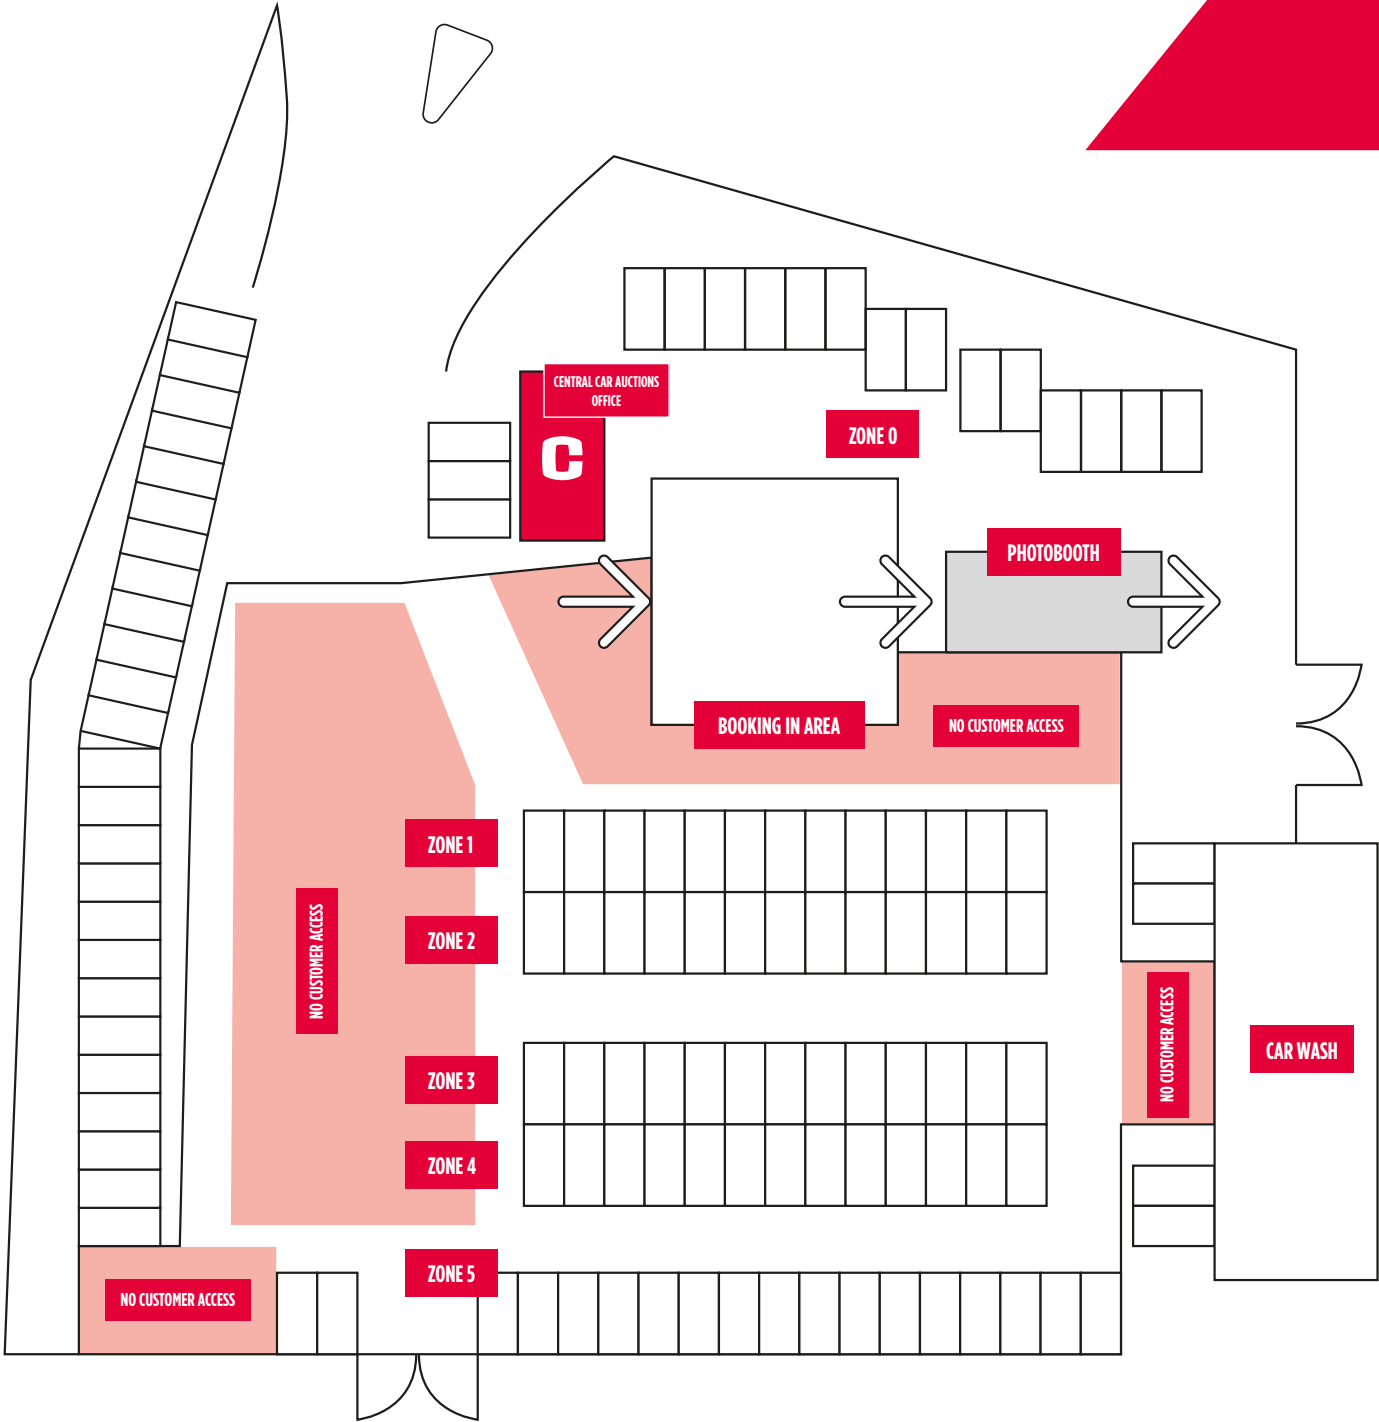 CENTRAL CAR AUCTIONS
OFFICE
C
ZONE 0
PHOTOBOOTH
BOOKING IN AREA
NO CUSTOMER ACCESS
ZONE 1
NO CUSTOMER ACCESS
ZONE 2
NO CUSTOMER ACCESS
CAR WASH
ZONE 3
ZONE 4
ZONE 5
NO CUSTOMER ACCESS